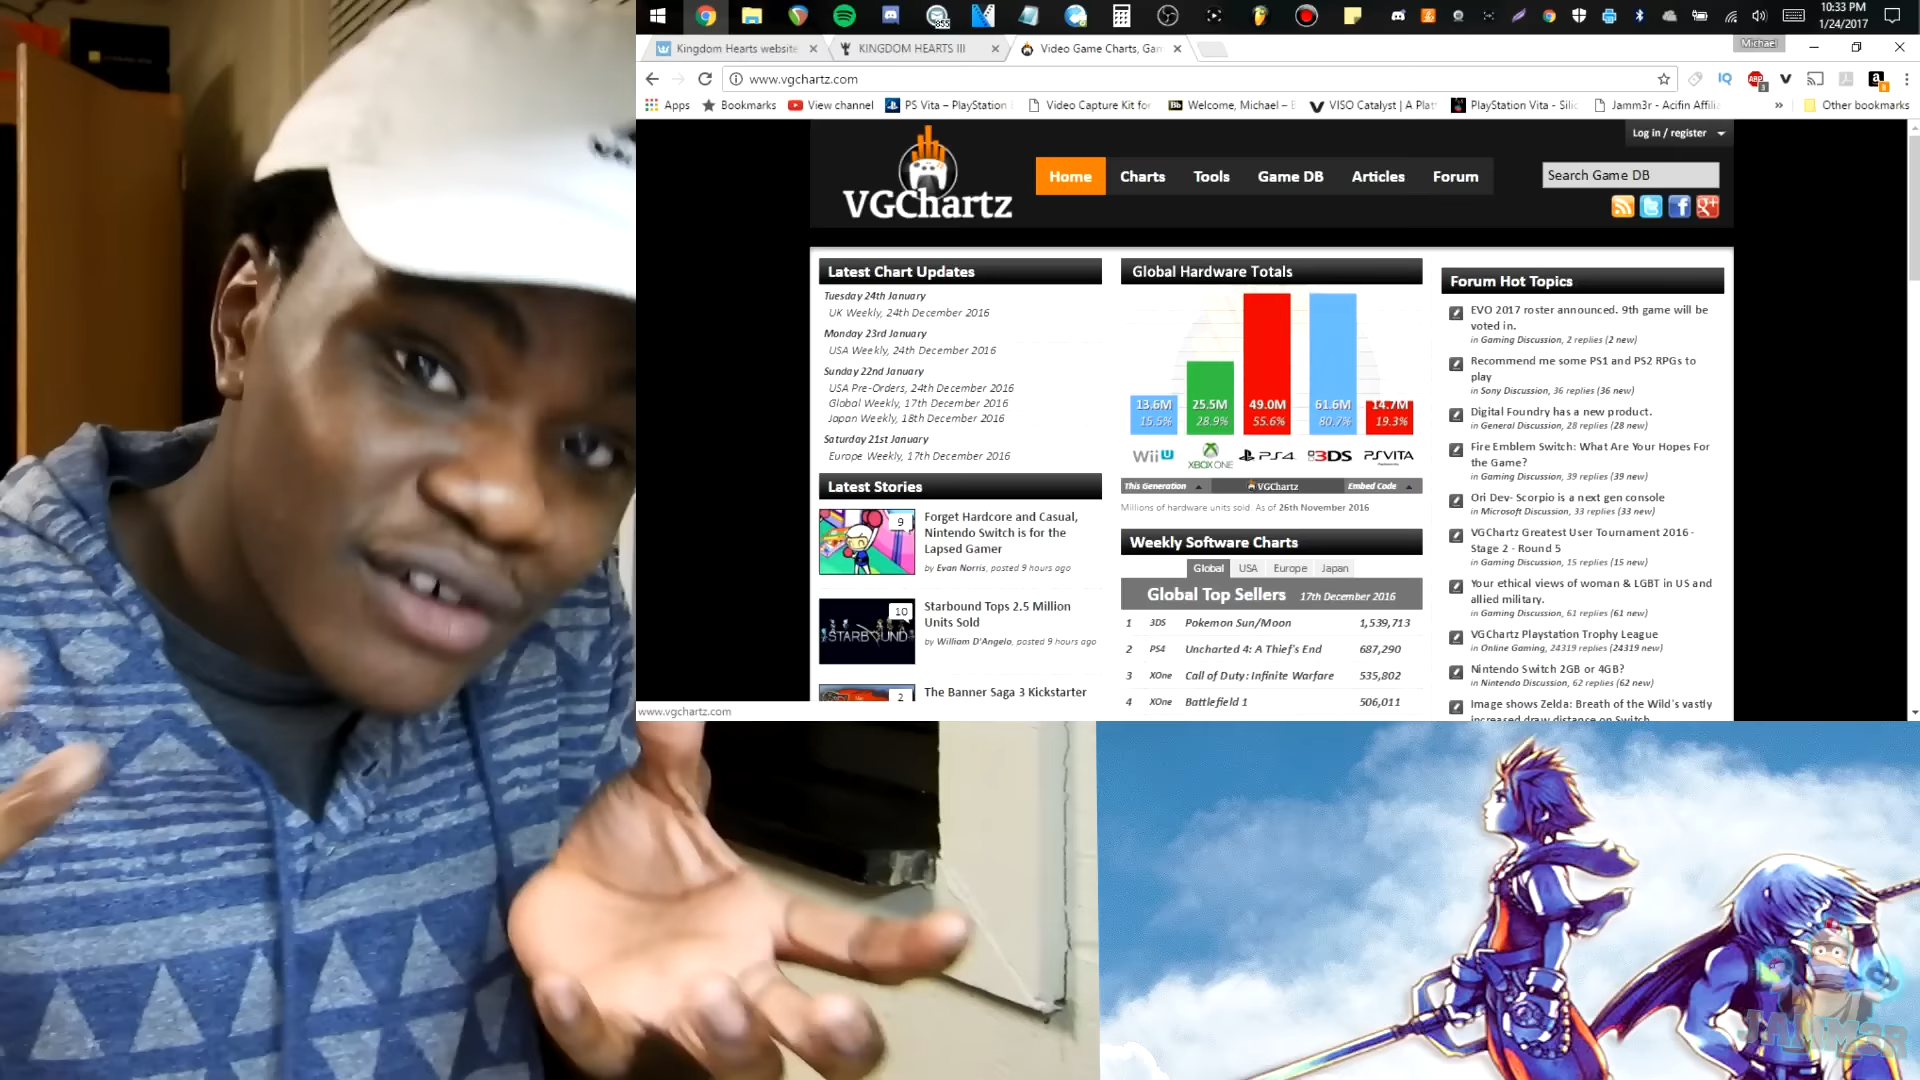 10:33 PM
1/24/2017
Michael
Kingdom Hearts website
KINGDOM HEARTS III
Video Game Charts, Gam
www.vgchartz.com
Apps
Bookmarks
View channel
PS Vita – PlayStation
Video Capture Kit for
Welcome, Michael –
VISO Catalyst | A Plat
PlayStation Vita - Silic
Jamm3r - Acifin Affilia
Other bookmarks
VGChartz
Home
Charts
Tools
Game DB
Articles
Forum
Log in / register
Search Game DB
Latest Chart Updates
Tuesday 24th January
UK Weekly, 24th December 2016
Monday 23rd January
USA Weekly, 24th December 2016
Sunday 22nd January
USA Pre-Orders, 24th December 2016
Global Weekly, 17th December 2016
Japan Weekly, 18th December 2016
Saturday 21st January
Europe Weekly, 17th December 2016
Latest Stories
9
Forget Hardcore and Casual,
Nintendo Switch is for the
Lapsed Gamer
by Evan Norris, posted 9 hours ago
10
STARBOUND
Starbound Tops 2.5 Million
Units Sold
by William D'Angelo, posted 9 hours ago
2
The Banner Saga 3 Kickstarter
www.vgchartz.com
Global Hardware Totals
13.6M 25.5M 49.0M 61.6M 14.7M
15.5% 28.9% 55.6% 80.7% 19.3%
WiiU XBOX ONE PS4 3DS PSVITA
This Generation VGChartz Embed Code
Millions of hardware units sold As of 26th November 2016
Weekly Software Charts
Global USA Europe Japan
Global Top Sellers 17th December 2016
1 3DS Pokemon Sun/Moon 1,539,713
2 PS4 Uncharted 4: A Thief's End 687,290
3 XOne Call of Duty: Infinite Warfare 535,802
4 XOne Battlefield 1 506,011
Forum Hot Topics
EVO 2017 roster announced. 9th game will be
voted in.
in Gaming Discussion, 2 replies (2 new)
Recommend me some PS1 and PS2 RPGs to
play
in Sony Discussion, 36 replies (36 new)
Digital Foundry has a new product.
in General Discussion, 28 replies (28 new)
Fire Emblem Switch: What Are Your Hopes For
the Game?
in Gaming Discussion, 39 replies (39 new)
Ori Dev- Scorpio is a next gen console
in Microsoft Discussion, 33 replies (33 new)
VGChartz Greatest User Tournament 2016 -
Stage 2 - Round 5
in Gaming Discussion, 15 replies (15 new)
Your ethical views of woman & LGBT in US and
allied military.
in Gaming Discussion, 61 replies (61 new)
VGChartz Playstation Trophy League
in Online Gaming, 24319 replies (24319 new)
Nintendo Switch 2GB or 4GB?
in Nintendo Discussion, 62 replies (62 new)
Image shows Zelda: Breath of the Wild's vastly
increased draw distance on Switch
JAMM3R